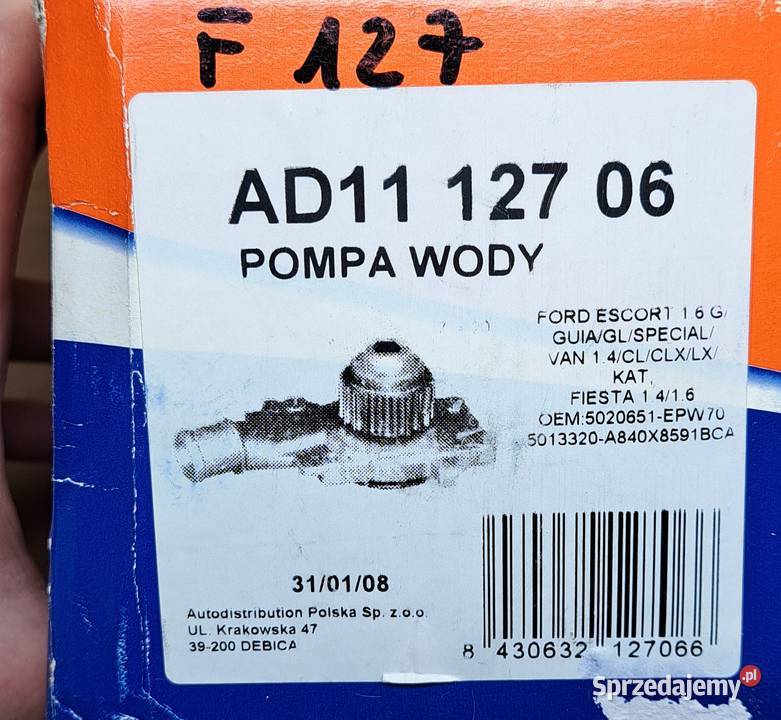 F 127
AD11 127 06
POMPA WODY
FORD ESCORT 1.6 G/
GUIA/GL/SPECIAL/
VAN 1.4/CL/CLX/LX/
KAT,
FIESTA 1 4/1.6
OEM:5020651-EPW70
5013320-A840X8591BCA
31/01/08
Autodistribution Polska Sp. z.o.o.
UL. Krakowska 47
39-200 DEBICA
8 430632 127066
Sprzedajemy.pl